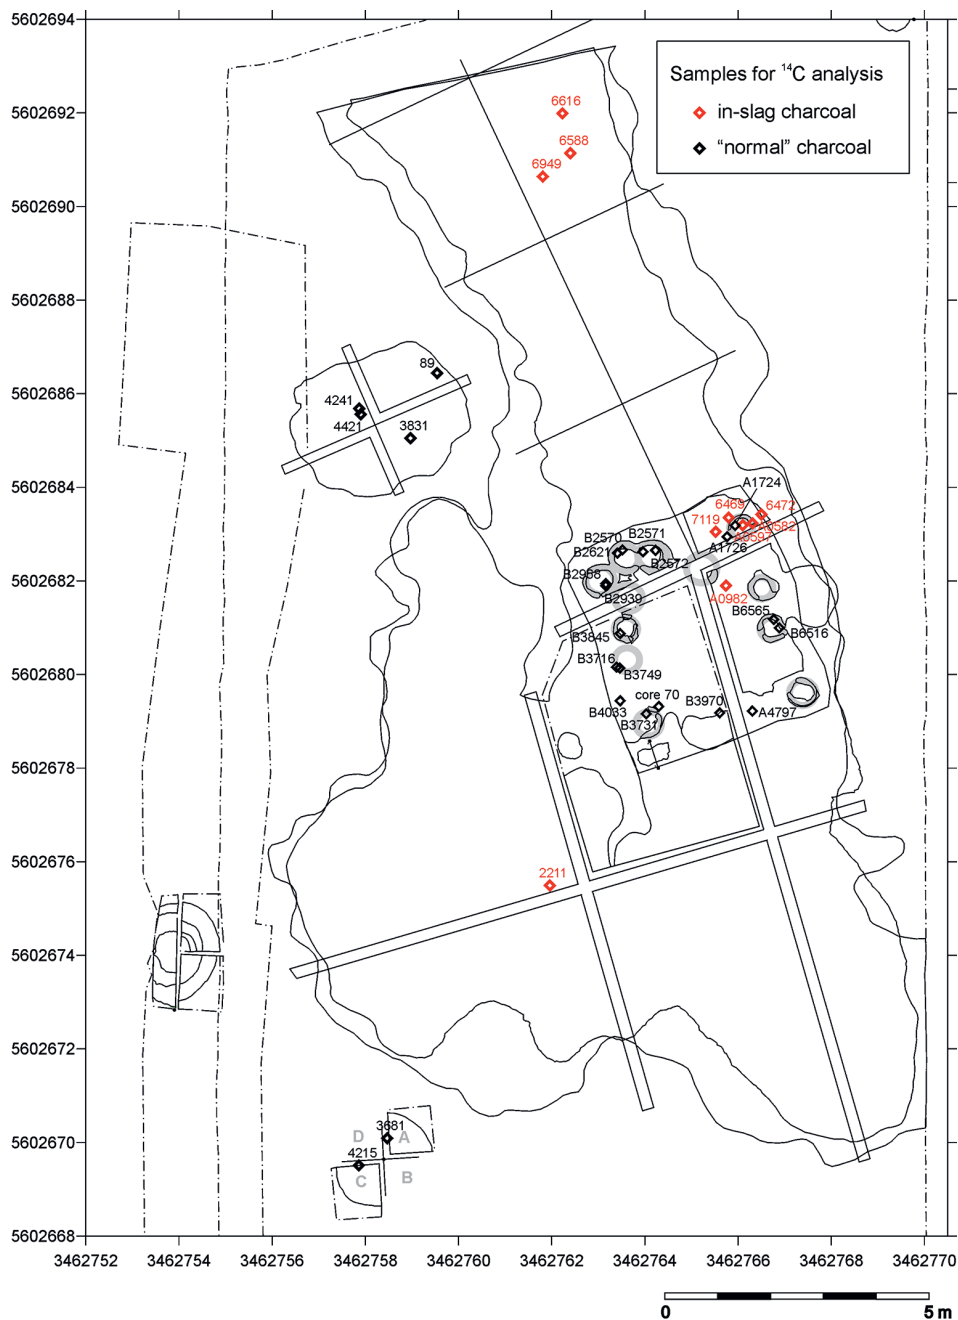 5602694
5602692
5602690
5602688
5602686
5602684
5602682
5602680
5602678
5602676
5602674
5602672
5602670
5602668
Samples for ¹⁴C analysis
in-slag charcoal
“normal” charcoal
6616
6588
6949
89
4241
4421
3831
A1724
6469
6472
7119
A0582
A0597
A1726
B2570
B2571
B2621
B2572
B2988
B2939
A0982
B6565
B6516
B3845
B3716
B3749
core 70
B3970
B4033
B3731
A4797
2211
3681
D
A
4215
C
B
3462752
3462754
3462756
3462758
3462760
3462762
3462764
3462766
3462768
3462770
0
5 m